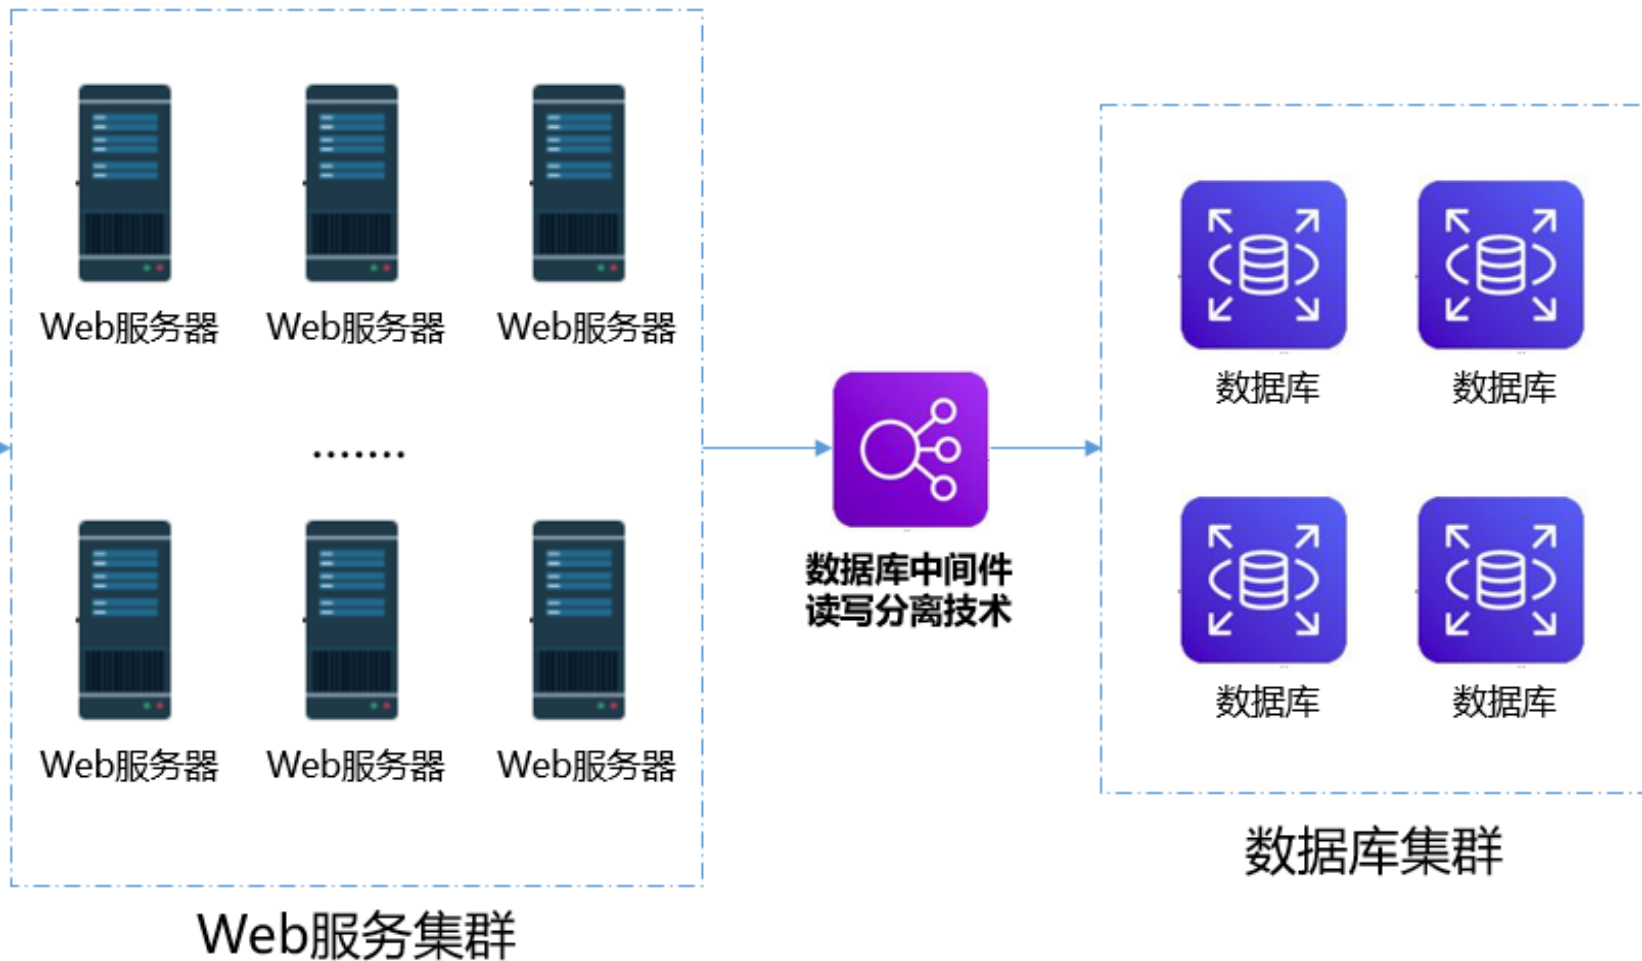 Web服务器 Web服务器 Web服务器
.......
Web服务器 Web服务器 Web服务器
Web服务集群
数据库中间件
读写分离技术
数据库 数据库
数据库 数据库
数据库集群